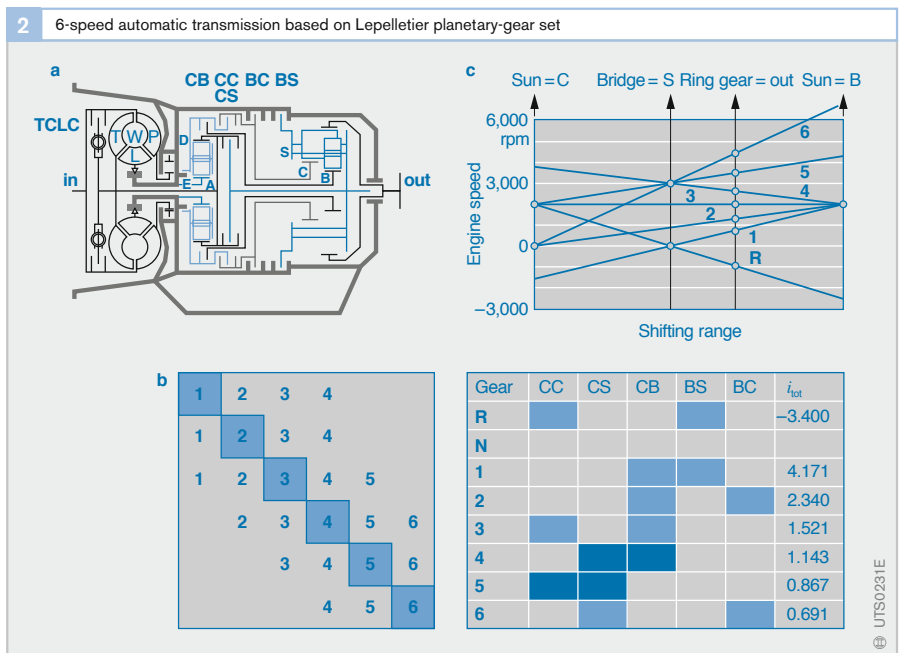 2 6-speed automatic transmission based on Lepelletier planetary-gear set
a
CB CC BC BS
CS
TCLC
T W P
L
D
S
C
B
E
A
in
out
c
Sun = C Bridge = S Ring gear = out Sun = B
6,000
rpm
3,000
0
–3,000
Engine speed
6
5
4
3
2
1
R
Shifting range
b
1 2 3 4
1 2 3 4
1 2 3 4 5
2 3 4 5 6
3 4 5 6
4 5 6
Gear CC CS CB BS BC itot
R –3.400
N
1 4.171
2 2.340
3 1.521
4 1.143
5 0.867
6 0.691
UTS0231E